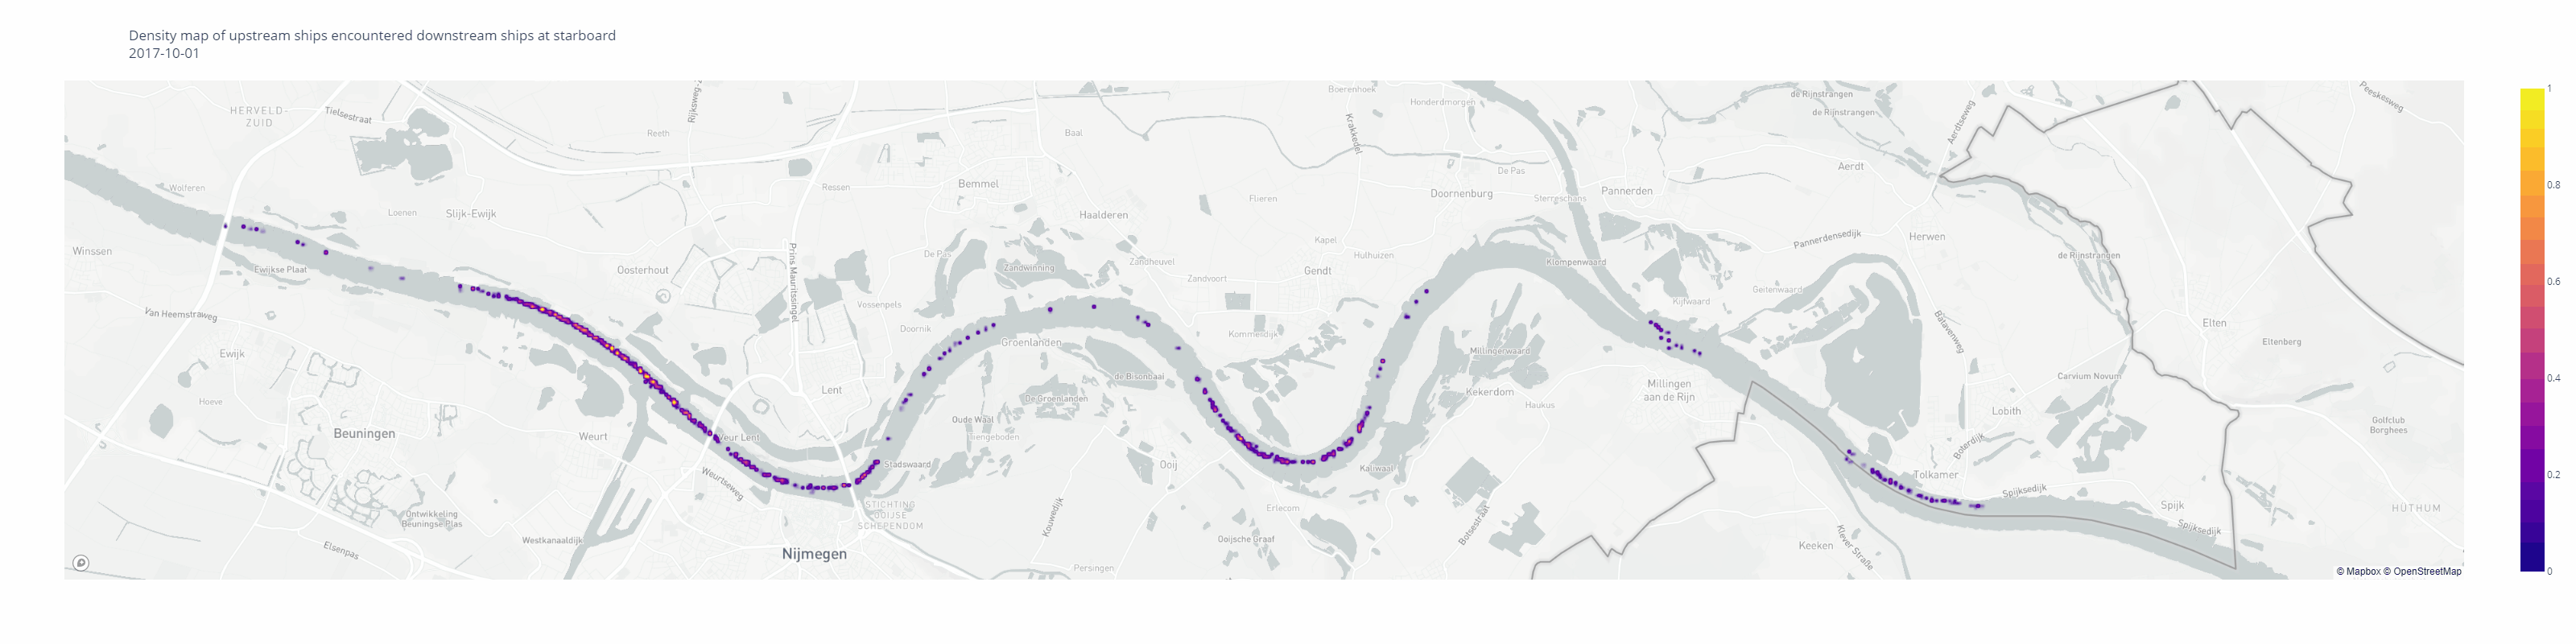 Density map of upstream ships encountered downstream ships at starboard
2017-10-01
HERVELD-
ZUID
Tielsestraat
Rijksweg-
Reeth
Baal
Boerenhoek
Honderdmorgen
Krakkedel
de Rijnstrangen
de Rijnstrangen
Aerdtseweg
Peeskesweg
1
Wolferen
Loenen
Slijk-Ewijk
Ressen
Bemmel
Haalderen
Flieren
De Pas
Doornenburg
Sterreschans
Pannerden
Aerdt
0.8
Winssen
Ewijkse Plaat
Oosterhout
Prins Mauritssingel
De Pas
Zandwinning
Zandheuvel
Zandvoort
Kapel
Hulhuizen
Gendt
Klompenwaard
Pannerdensedijk
Herwen
de Rijnstrangen
0.6
Van Heemstraweg
Vossenpels
Doornik
Groenlanden
Kommerdijk
Kijfwaard
Geitenwaard
Batavenweg
Elten
Eltenberg
Ewijk
Hoeve
Lent
de Bisonbaai
De Groenlanden
Millingerwaard
Kekerdom
Haukus
Millingen
aan de Rijn
Carvium Novum
Lobith
0.4
Beuningen
Weurt
Veur Lent
Oude Waal
Tiengeboden
Stadswaard
Ooij
Kaliwaal
Boterdijk
Tolkamer
Golfclub
Borghees
0.2
Weurtseweg
STICHTING
OOIJSE
SCHEPENDOM
Kouwedijk
Erlecom
Botsestraat
Spijksedijk
Spijk
Spijksedijk
HÜTHUM
Ontwikkeling
Beuningse Plas
Elsenpas
Westkanaaldijk
Nijmegen
Persingen
Ooijsche Graaf
Keeken
Klever Straße
© Mapbox © OpenStreetMap
0